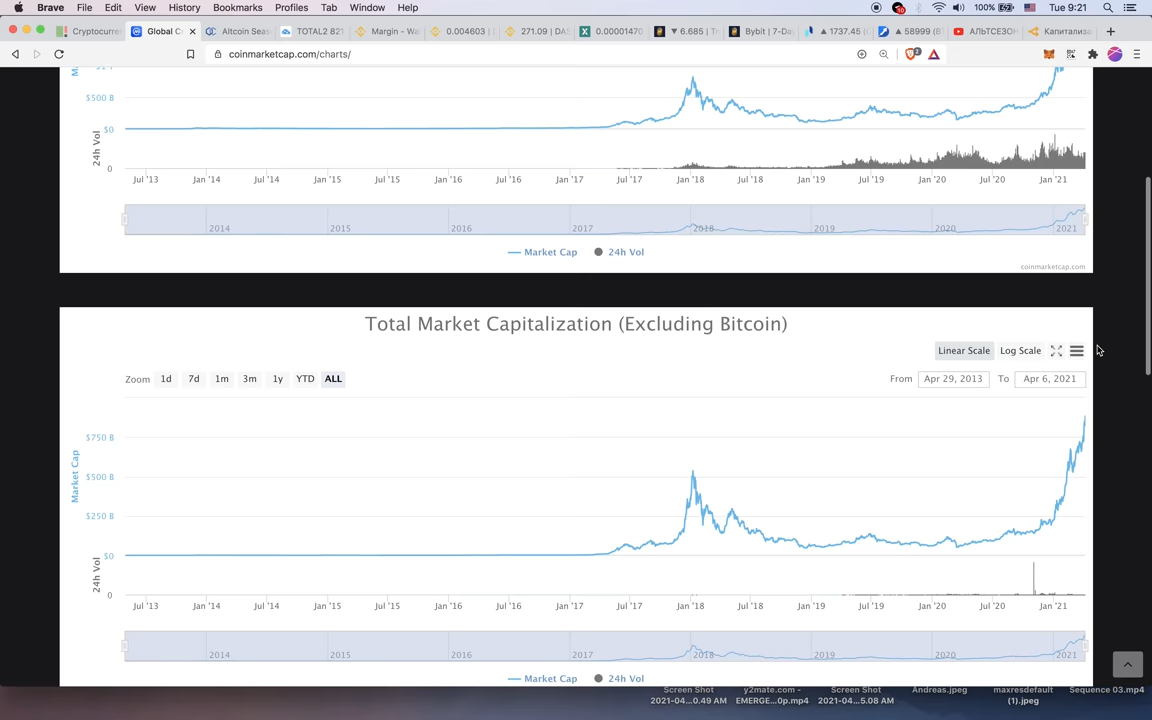 Brave File Edit View History Bookmarks Profiles Tab Window Help 100% Tue 9:21
Cryptocurre Global C Altcoin Seas TOTAL2 821 Margin - Wa 0.004603 | 271.09 | DAS 0.00001470 ▼ 6.685 | T Bybit | 7-Day ▲ 1737.45 ( ▲ 58999 (B АЛЬТСЕЗОН Капитализа
coinmarketcap.com/charts/
$500 B
$0
24h Vol
0
Jul '13 Jan '14 Jul '14 Jan '15 Jul '15 Jan '16 Jul '16 Jan '17 Jul '17 Jan '18 Jul '18 Jan '19 Jul '19 Jan '20 Jul '20 Jan '21
2014 2015 2016 2017 2018 2019 2020 2021
Market Cap 24h Vol
coinmarketcap.com
Total Market Capitalization (Excluding Bitcoin)
Linear Scale Log Scale
Zoom 1d 7d 1m 3m 1y YTD ALL
From Apr 29, 2013 To Apr 6, 2021
$750 B
$500 B
$250 B
$0
Market Cap
24h Vol
0
Jul '13 Jan '14 Jul '14 Jan '15 Jul '15 Jan '16 Jul '16 Jan '17 Jul '17 Jan '18 Jul '18 Jan '19 Jul '19 Jan '20 Jul '20 Jan '21
2014 2015 2016 2017 2018 2019 2020 2021
Market Cap 24h Vol
Screen Shot y2mate.com - Screen Shot Andreas.jpeg maxresdefault Sequence 03.mp4
2021-04...0.49 AM EMERGE...0p.mp4 2021-04...5.08 AM (1).jpeg